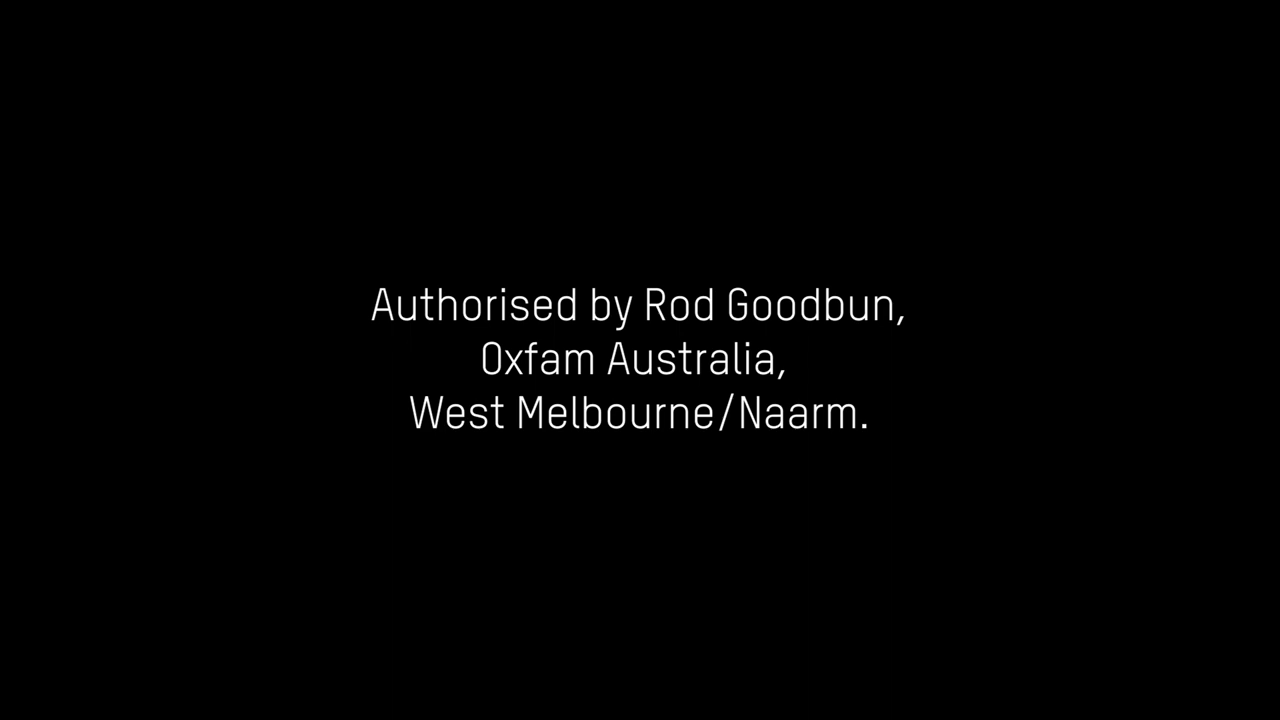 Authorised by Rod Goodbun,
Oxfam Australia,
West Melbourne/Naarm.